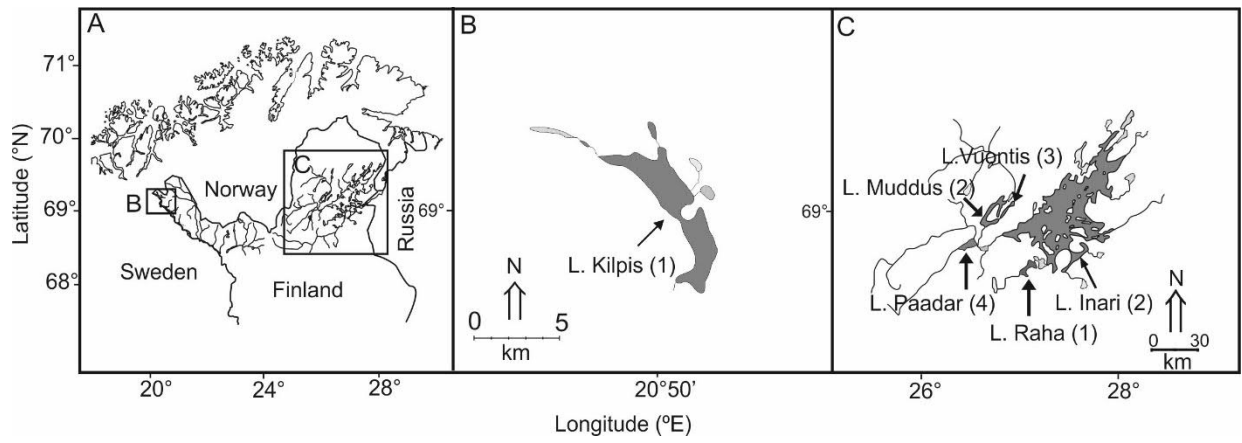 A
Latitude (°N)
71°
70°
69°
68°
B
C
Norway
Sweden
Finland
Russia
20°
24°
28°
B
69°
L. Kilpis (1)
N
0 5
km
20°50'
Longitude (ºE)
C
69°
L.Vuontis (3)
L. Muddus (2)
L. Paadar (4)
L. Inari (2)
L. Raha (1)
N
0 30
km
26°
28°